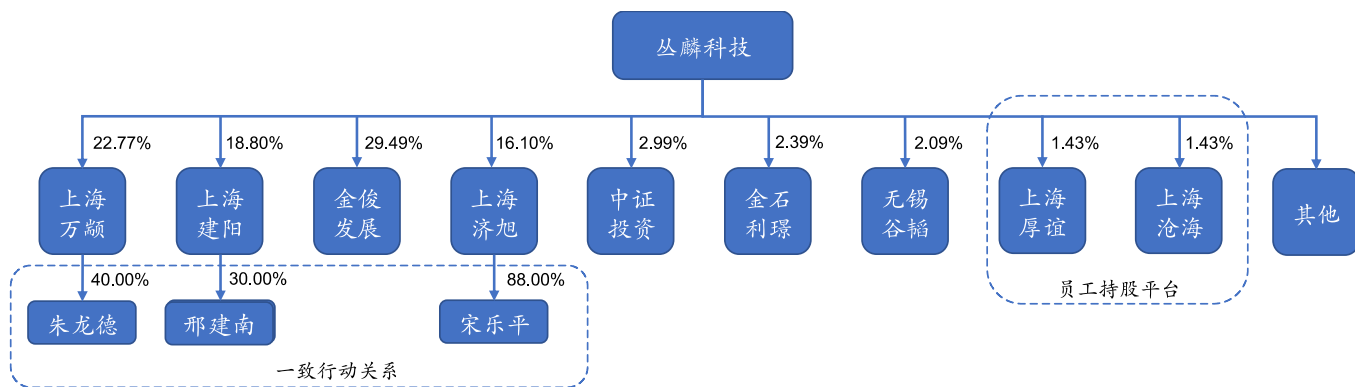 丛麟科技
22.77%
18.80%
29.49%
16.10%
2.99%
2.39%
2.09%
1.43%
1.43%
上海
万颛
上海
建阳
金俊
发展
上海
济旭
中证
投资
金石
利璟
无锡
谷韬
上海
厚谊
上海
沧海
其他
40.00%
30.00%
88.00%
员工持股平台
朱龙德
邢建南
宋乐平
一致行动关系